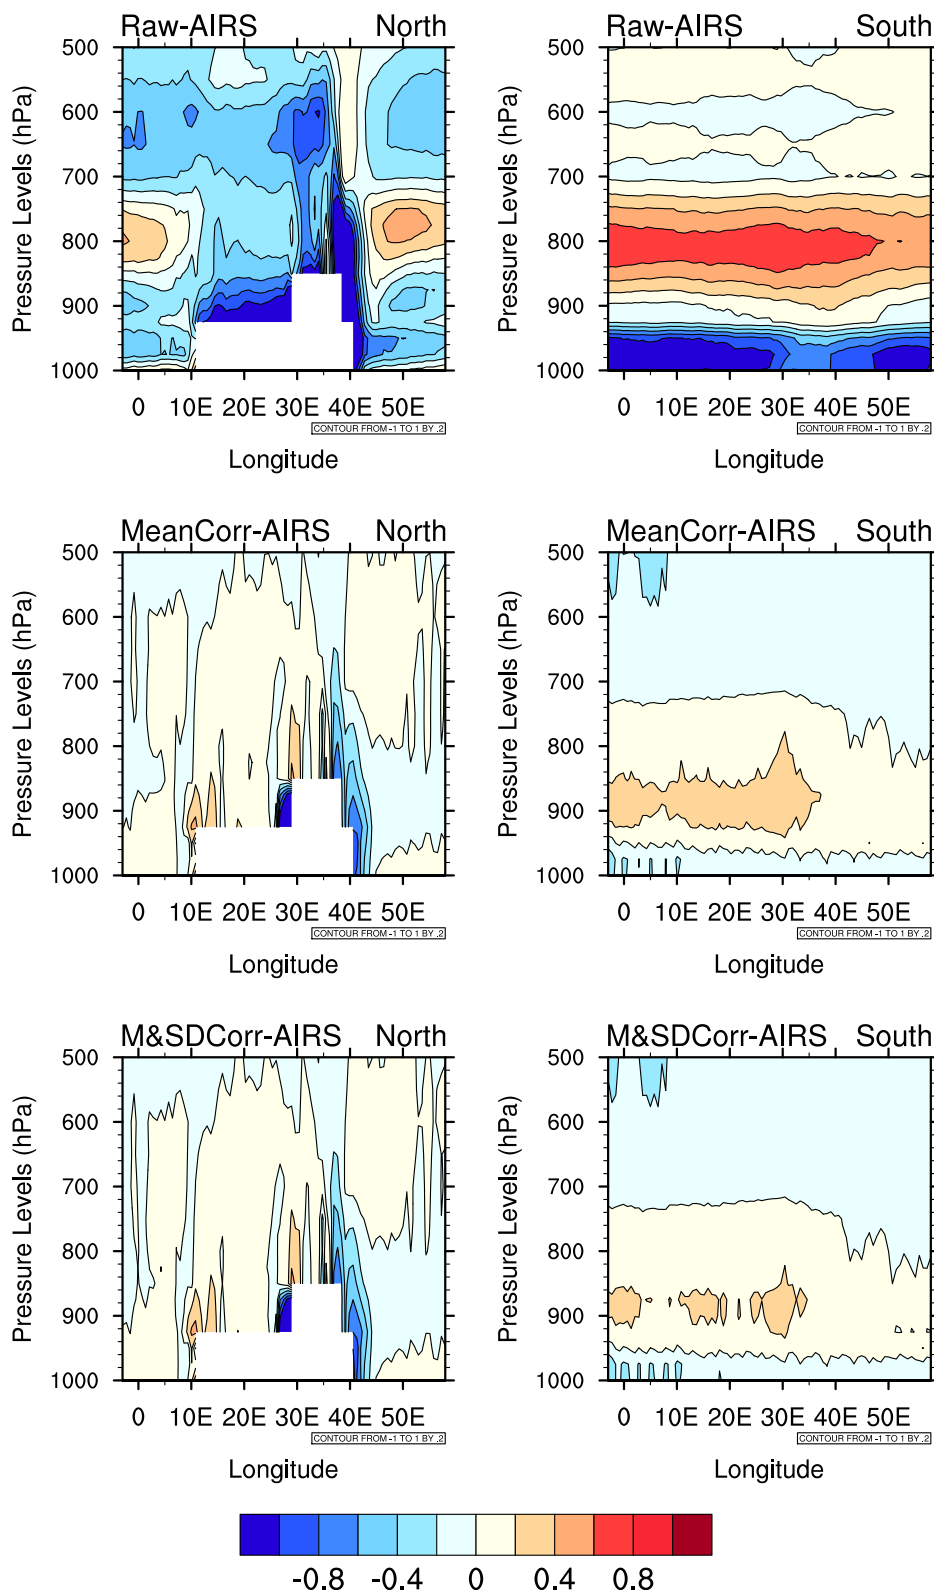 Raw-AIRS North
500
600
700
800
900
1000
Pressure Levels (hPa)
0 10E 20E 30E 40E 50E
CONTOUR FROM -1 TO 1 BY .2
Longitude
Raw-AIRS South
500
600
700
800
900
1000
Pressure Levels (hPa)
0 10E 20E 30E 40E 50E
CONTOUR FROM -1 TO 1 BY .2
Longitude
MeanCorr-AIRS North
500
600
700
800
900
1000
Pressure Levels (hPa)
0 10E 20E 30E 40E 50E
CONTOUR FROM -1 TO 1 BY .2
Longitude
MeanCorr-AIRS South
500
600
700
800
900
1000
Pressure Levels (hPa)
0 10E 20E 30E 40E 50E
CONTOUR FROM -1 TO 1 BY .2
Longitude
M&SDCorr-AIRS North
500
600
700
800
900
1000
Pressure Levels (hPa)
0 10E 20E 30E 40E 50E
CONTOUR FROM -1 TO 1 BY .2
Longitude
M&SDCorr-AIRS South
500
600
700
800
900
1000
Pressure Levels (hPa)
0 10E 20E 30E 40E 50E
CONTOUR FROM -1 TO 1 BY .2
Longitude
-0.8 -0.4 0 0.4 0.8